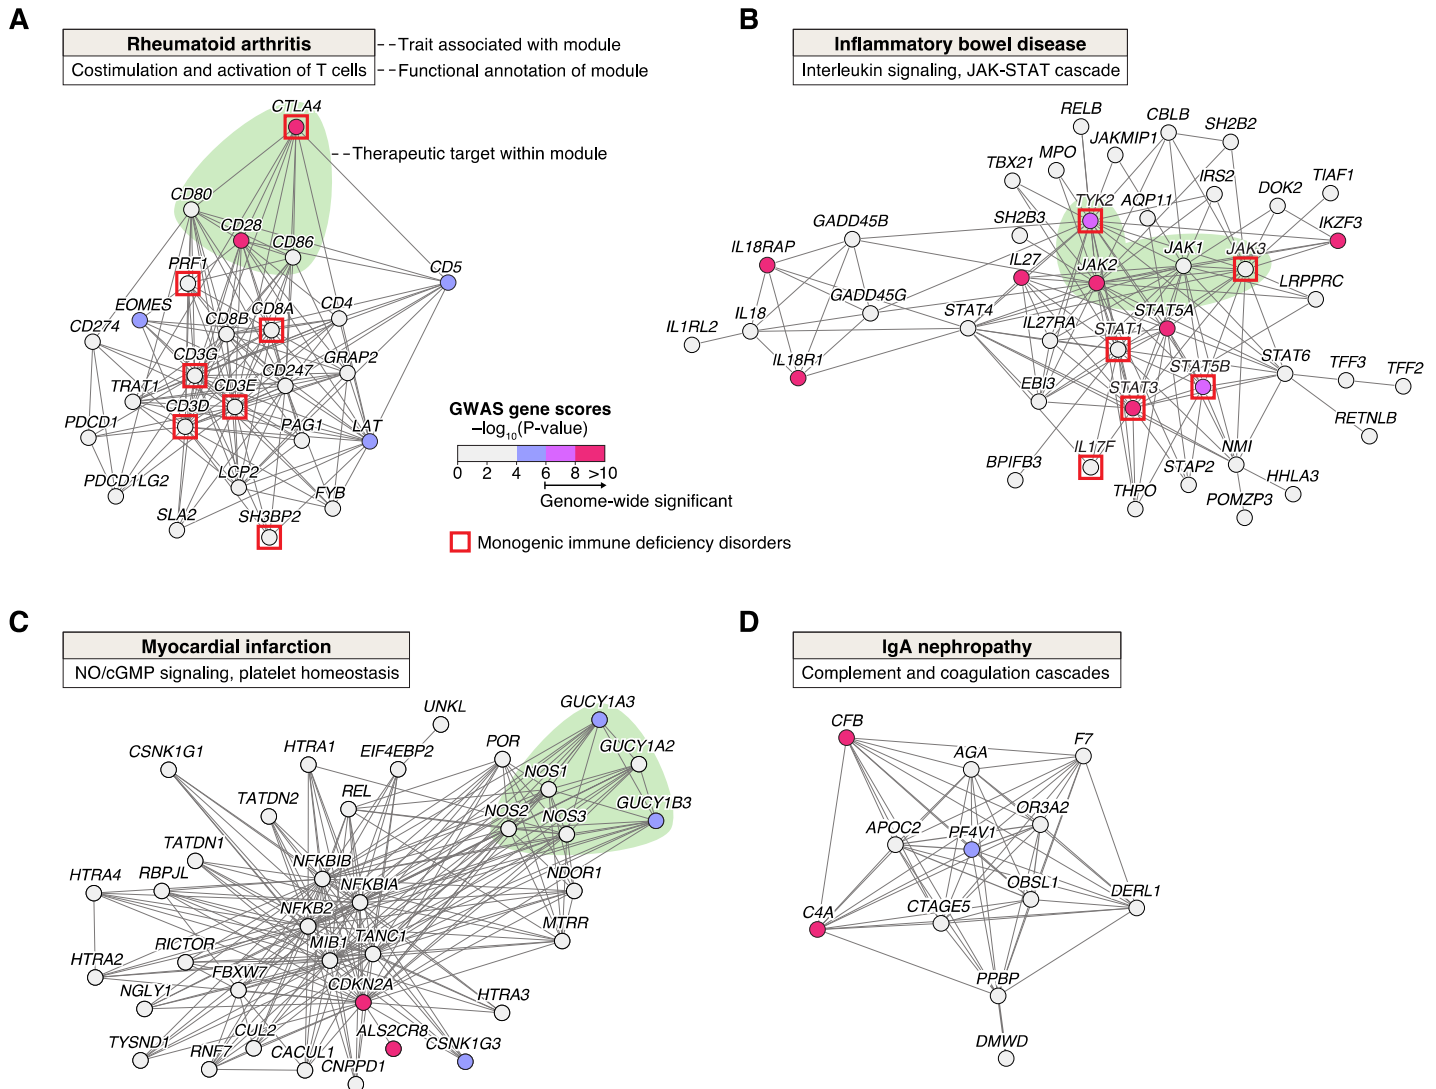 A
Rheumatoid arthritis
Costimulation and activation of T cells
Trait associated with module
Functional annotation of module
CTLA4
Therapeutic target within module
CD80
CD28
CD86
PRF1
CD5
EOMES
CD274
CD8B
CD8A
CD4
CD3G
GRAP2
CD247
TRAT1
CD3E
CD3D
PDCD1
PAG1
LAT
PDCD1LG2
LCP2
FYB
SLA2
SH3BP2
GWAS gene scores
–log10(P-value)
0 2 4 6 8 >10
Genome-wide significant
Monogenic immune deficiency disorders
B
Inflammatory bowel disease
Interleukin signaling, JAK-STAT cascade
RELB
CBLB
SH2B2
JAKMIP1
MPO
TBX21
IRS2
TIAF1
DOK2
TYK2
AQP11
SH2B3
GADD45B
IKZF3
IL18RAP
IL27
JAK2
JAK1
JAK3
LRPPRC
GADD45G
STAT4
STAT5A
IL18
IL1RL2
IL27RA
STAT1
IL18R1
STAT6
STAT5B
TFF3
TFF2
EBI3
STAT3
RETNLB
IL17F
NMI
BPIFB3
STAP2
HHLA3
THPO
POMZP3
C
Myocardial infarction
NO/cGMP signaling, platelet homeostasis
UNKL
GUCY1A3
CSNK1G1
HTRA1
EIF4EBP2
POR
GUCY1A2
NOS1
TATDN2
REL
GUCY1B3
NOS2
NOS3
TATDN1
NFKBIB
HTRA4
RBPJL
NFKBIA
NDOR1
NFKB2
MTRR
RICTOR
MIB1
TANC1
HTRA2
FBXW7
CDKN2A
NGLY1
HTRA3
TYSND1
CUL2
ALS2CR8
RNF7
CACUL1
CSNK1G3
CNPPD1
D
IgA nephropathy
Complement and coagulation cascades
CFB
AGA
F7
OR3A2
APOC2
PF4V1
OBSL1
DERL1
C4A
CTAGE5
PPBP
DMWD